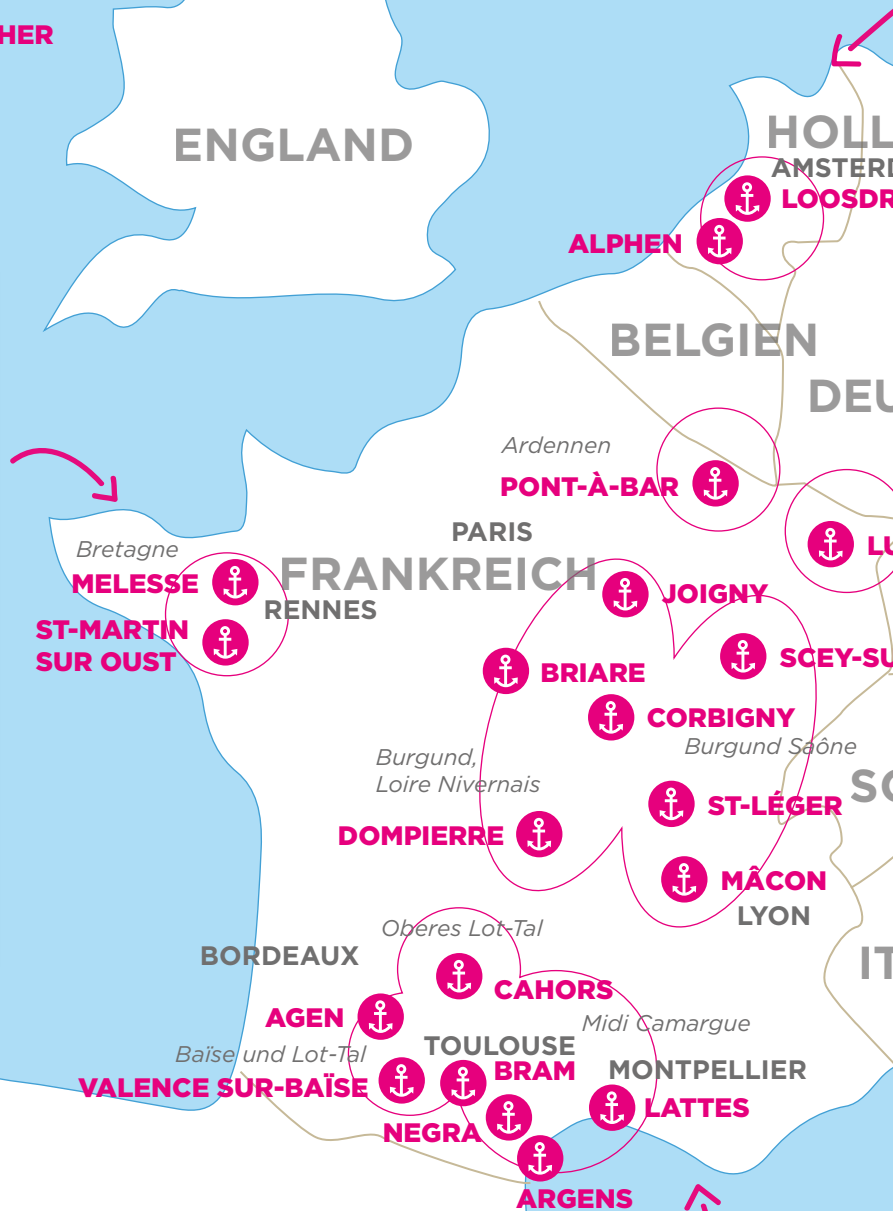 HER
ENGLAND
HOLL
AMSTERD
LOOSDR
ALPHEN
BELGIEN
DEU
Ardennen
PONT-À-BAR
PARIS
LU
Bretagne
MELESSE
FRANKREICH
JOIGNY
RENNES
ST-MARTIN
SUR OUST
SCEY-SU
BRIARE
CORBIGNY
Burgund Saône
Burgund,
Loire Nivernais
SC
ST-LÉGER
DOMPIERRE
MÂCON
LYON
Oberes Lot-Tal
BORDEAUX
IT
CAHORS
AGEN
Midi Camargue
TOULOUSE
Baïse und Lot-Tal
BRAM
MONTPELLIER
VALENCE SUR-BAÏSE
LATTES
NEGRA
ARGENS